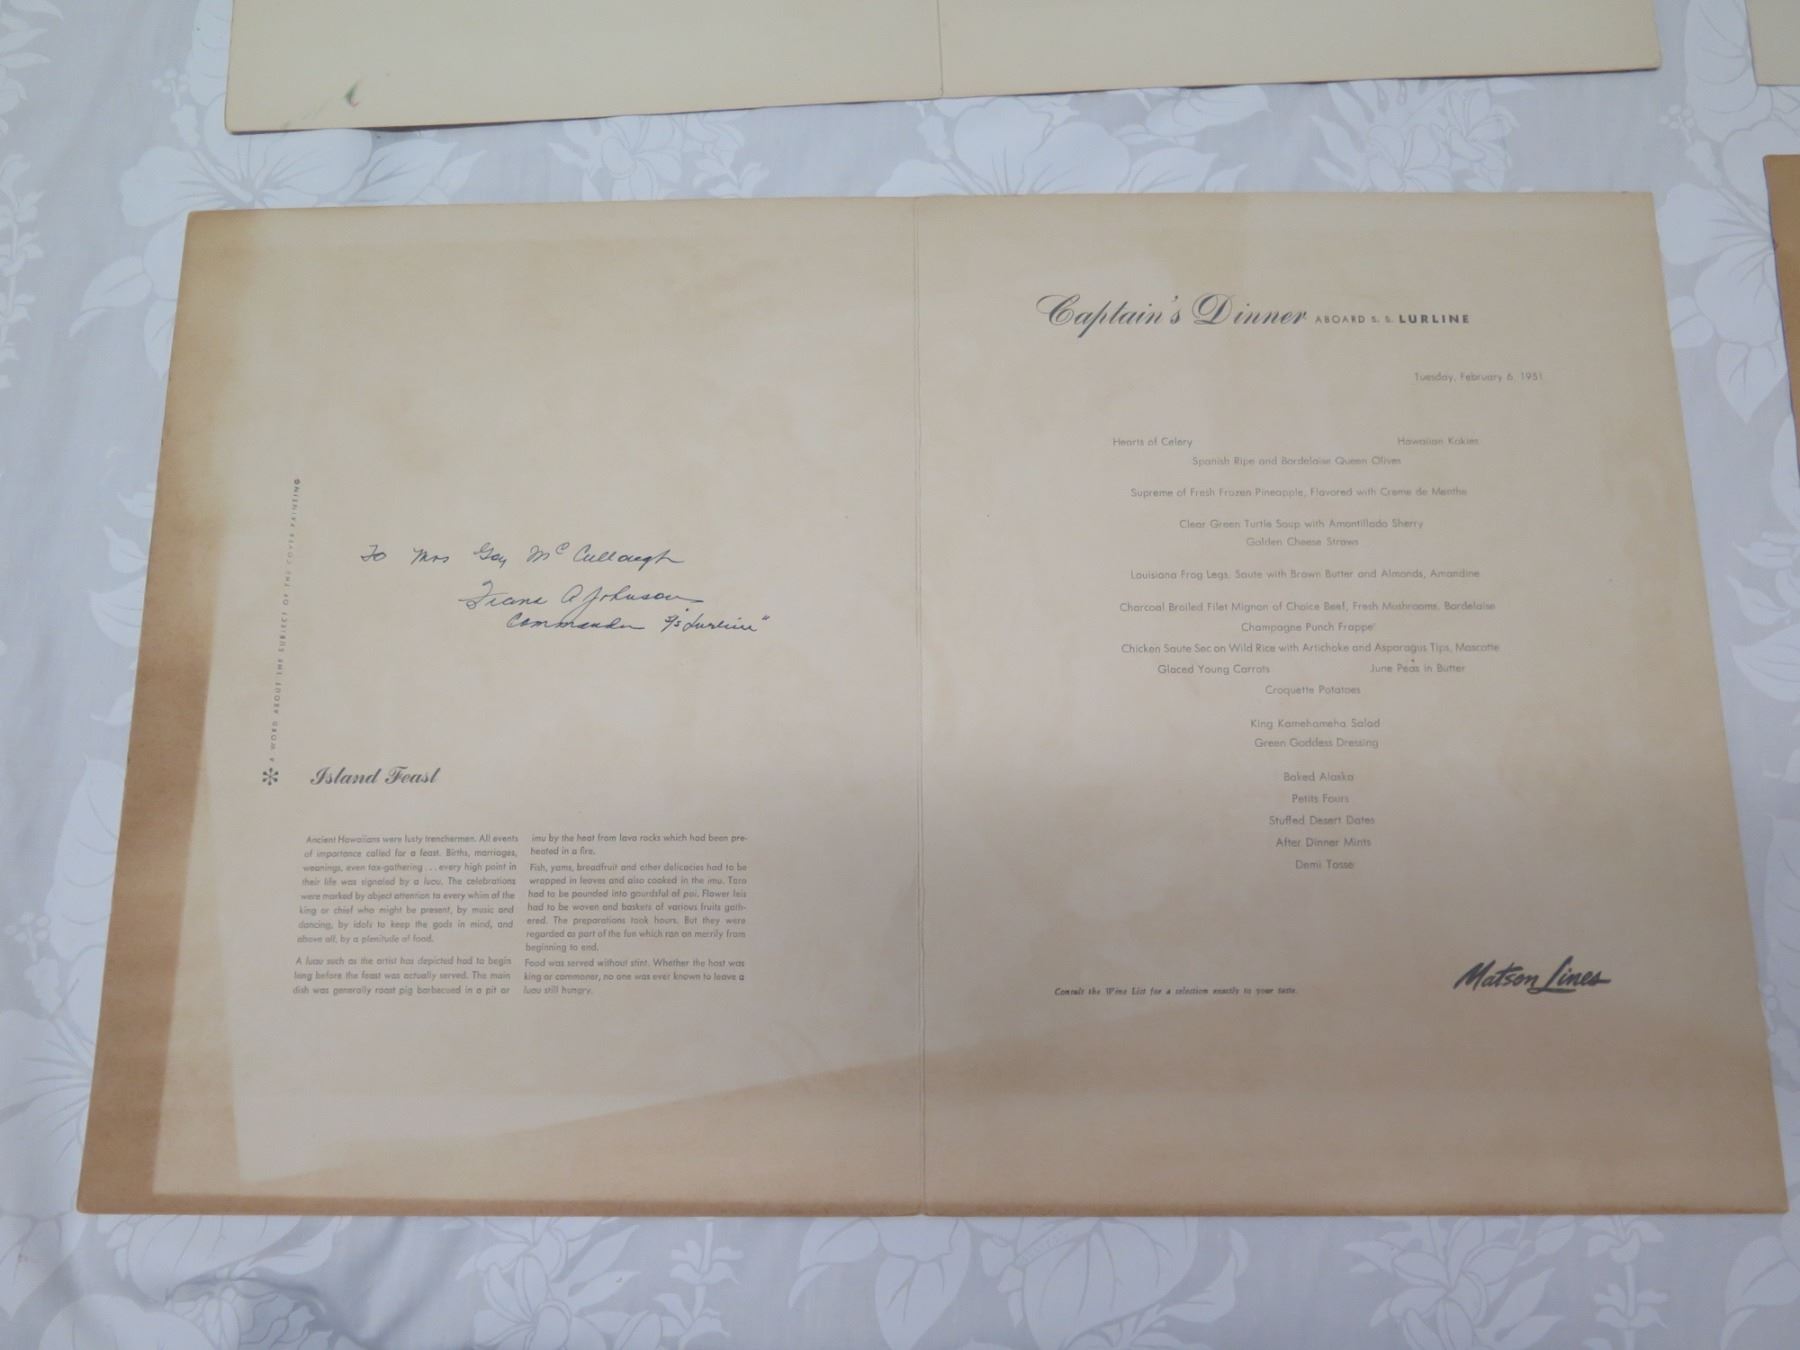 A WORD ABOUT THE SUBJECT OF THE COVER PAINTING
To Mrs Gay McCullaugh
A Johnson
Commander S/S "Lurline"
Island Feast
Ancient Hawaiians were lusty trenchermen. All events
of importance called for a feast. Births, marriages,
weanings, even tax-gathering . . . every high point in
their life was signaled by a luau. The celebrations
were marked by abject attention to every whim of the
king or chief who might be present, by music and
dancing, by idols to keep the gods in mind, and
above all, by a plenitude of food.
A luau such as the artist has depicted had to begin
long before the feast was actually served. The main
dish was generally roast pig barbecued in a pit or
imu by the heat from lava rocks which had been pre-
heated in a fire.
Fish, yams, breadfruit and other delicacies had to be
wrapped in leaves and also cooked in the imu. Taro
had to be pounded into gourdsful of poi. Flower leis
had to be woven and baskets of various fruits gath-
ered. The preparations took hours. But they were
regarded as part of the fun which ran on merrily from
beginning to end.
Food was served without stint. Whether the host was
king or commoner, no one was ever known to leave a
luau still hungry.
Captain's Dinner ABOARD S. S. LURLINE
Tuesday, February 6, 1951
Hearts of Celery Hawaiian Kokies
Spanish Ripe and Bordelaise Queen Olives
Supreme of Fresh Frozen Pineapple, Flavored with Creme de Menthe
Clear Green Turtle Soup with Amontillado Sherry
Golden Cheese Straws
Louisiana Frog Legs, Saute with Brown Butter and Almonds, Amandine
Charcoal Broiled Filet Mignon of Choice Beef, Fresh Mushrooms, Bordelaise
Champagne Punch Frappe'
Chicken Saute Sec on Wild Rice with Artichoke and Asparagus Tips, Mascotte
Glaced Young Carrots June Peas in Butter
Croquette Potatoes
King Kamehameha Salad
Green Goddess Dressing
Baked Alaska
Petits Fours
Stuffed Desert Dates
After Dinner Mints
Demi Tasse
Consult the Wine List for a selection exactly to your taste.
Matson Lines